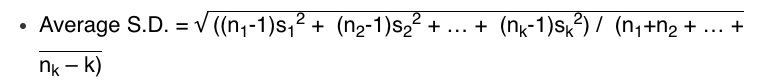 • Average S.D. = √ ((n₁-1)s₁² + (n₂-1)s₂² + … + (nₖ-1)sₖ²) / (n₁+n₂ + … +
nₖ – k)